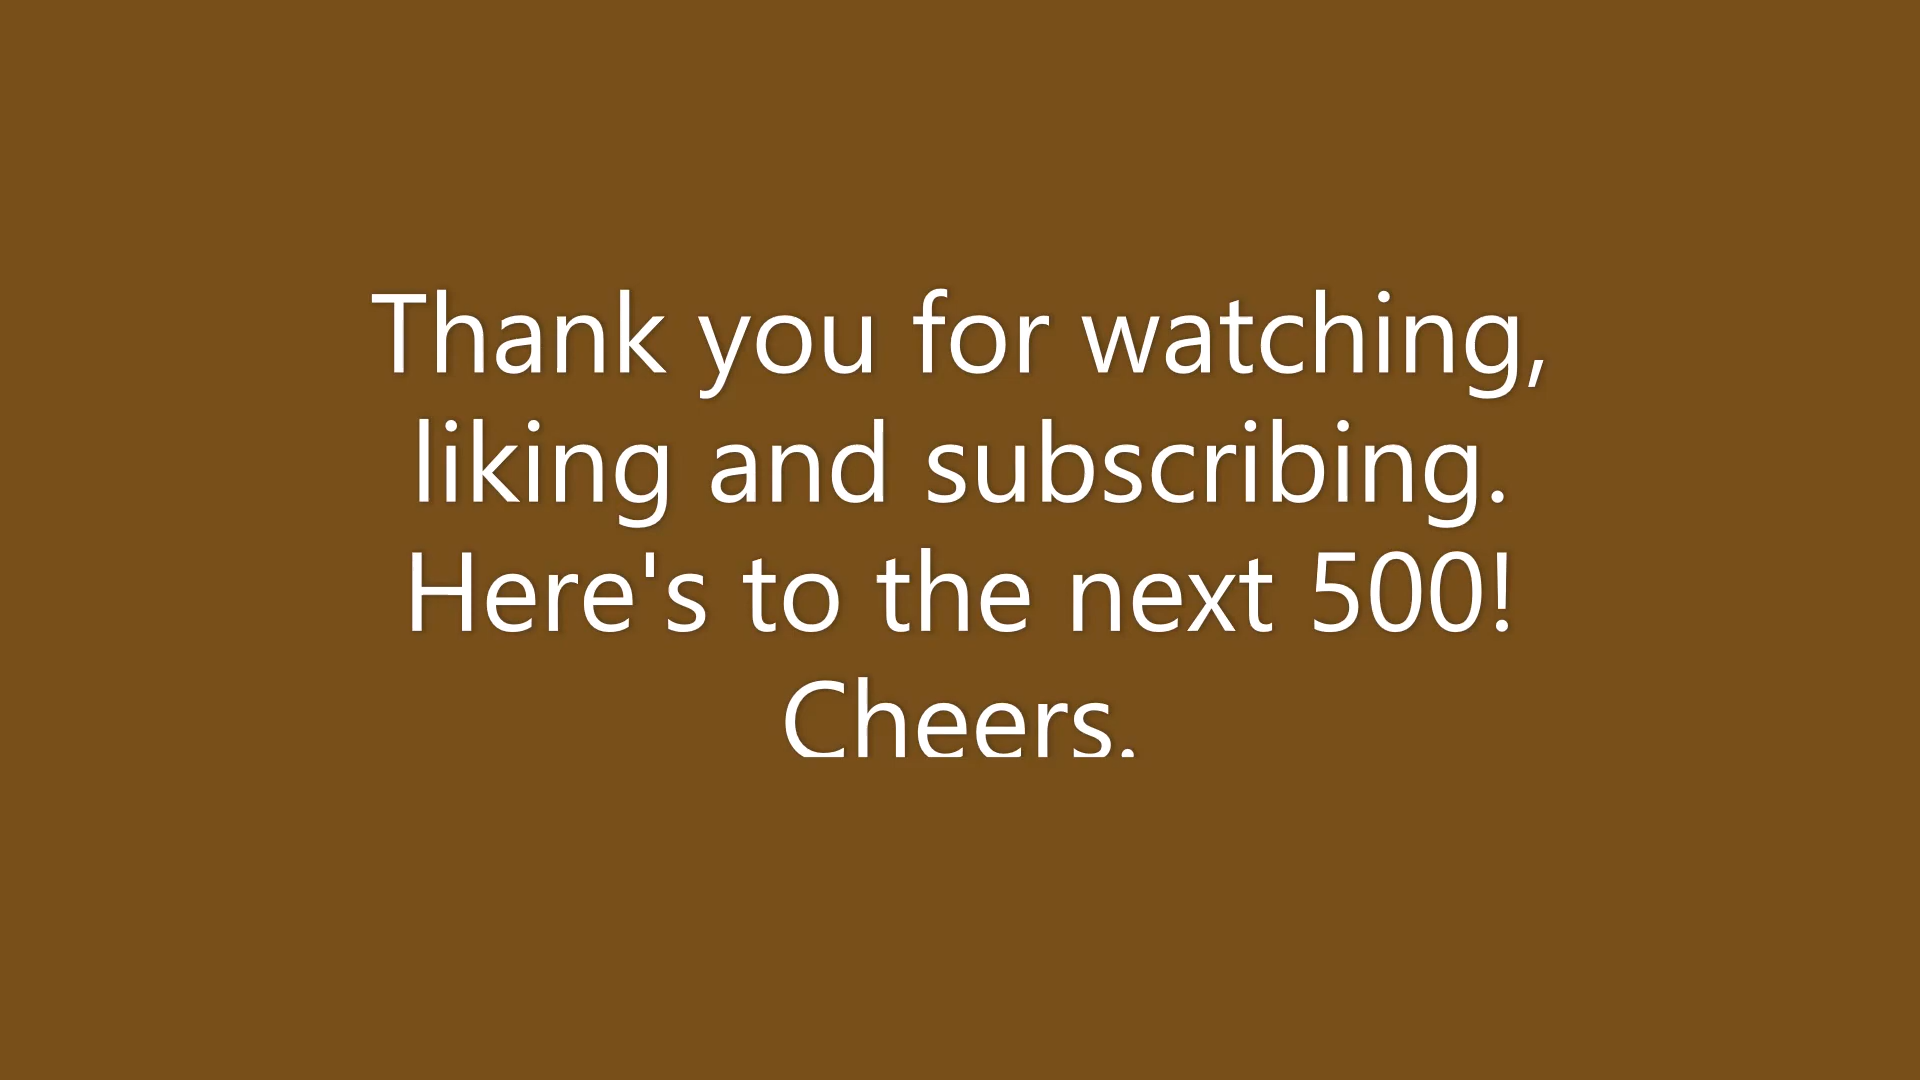 Thank you for watching,
liking and subscribing.
Here's to the next 500!
Cheers.